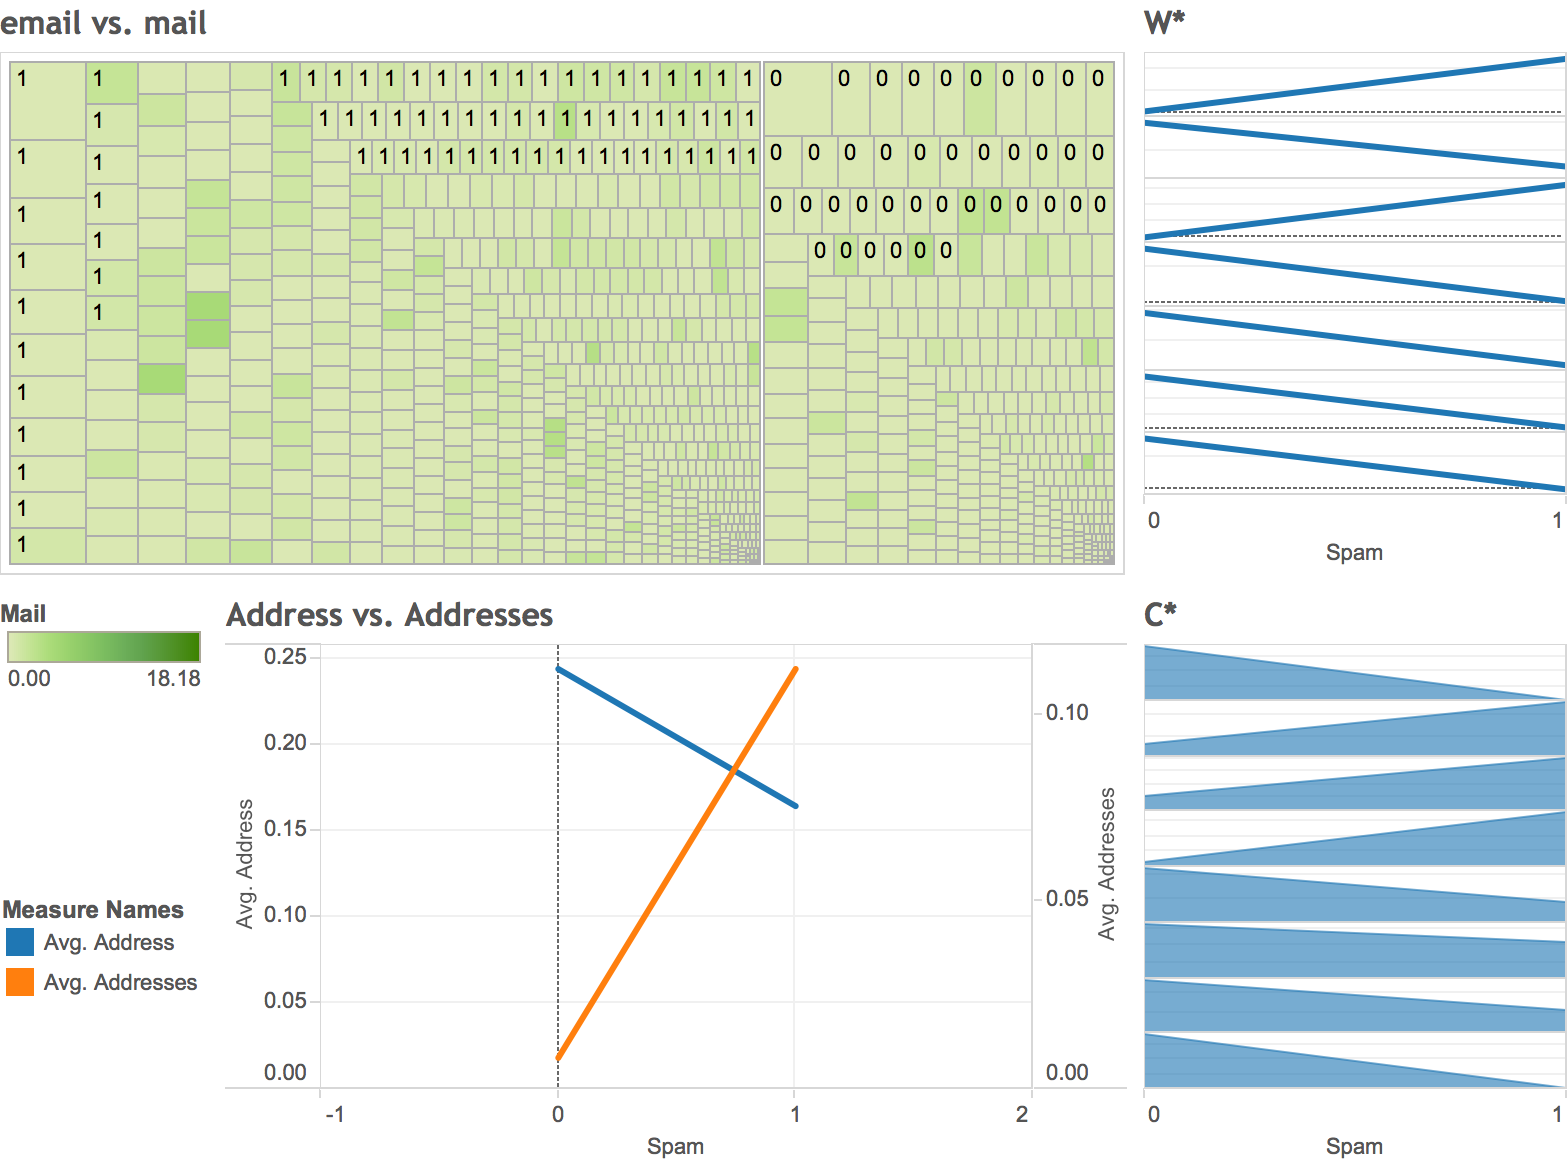 email vs. mail
1 1 1 1 1 1 1 1 1 1 1 1 1 1 1 1 1 1 1 1 0 0 0 0 0 0 0 0 0
1 1 1 1 1 1 1 1 1 1 1 1 1 1 1 1 1 1
1 1 1 1 1 1 1 1 1 1 1 1 1 1 1 1 1 1 1 0 0 0 0 0 0 0 0 0 0
1 1 0 0 0 0 0 0 0 0 0 0 0 0 0
1 1 0 0 0 0 0 0
1
1 1
1
1
1
1
1
1
W*
0 1
Spam
Mail
0.00 18.18
Measure Names
Avg. Address
Avg. Addresses
Address vs. Addresses
Avg. Address
0.25
0.20
0.15
0.10
0.05
0.00
-1 0 1 2
Spam
0.10
0.05
0.00
Avg. Addresses
C*
0 1
Spam